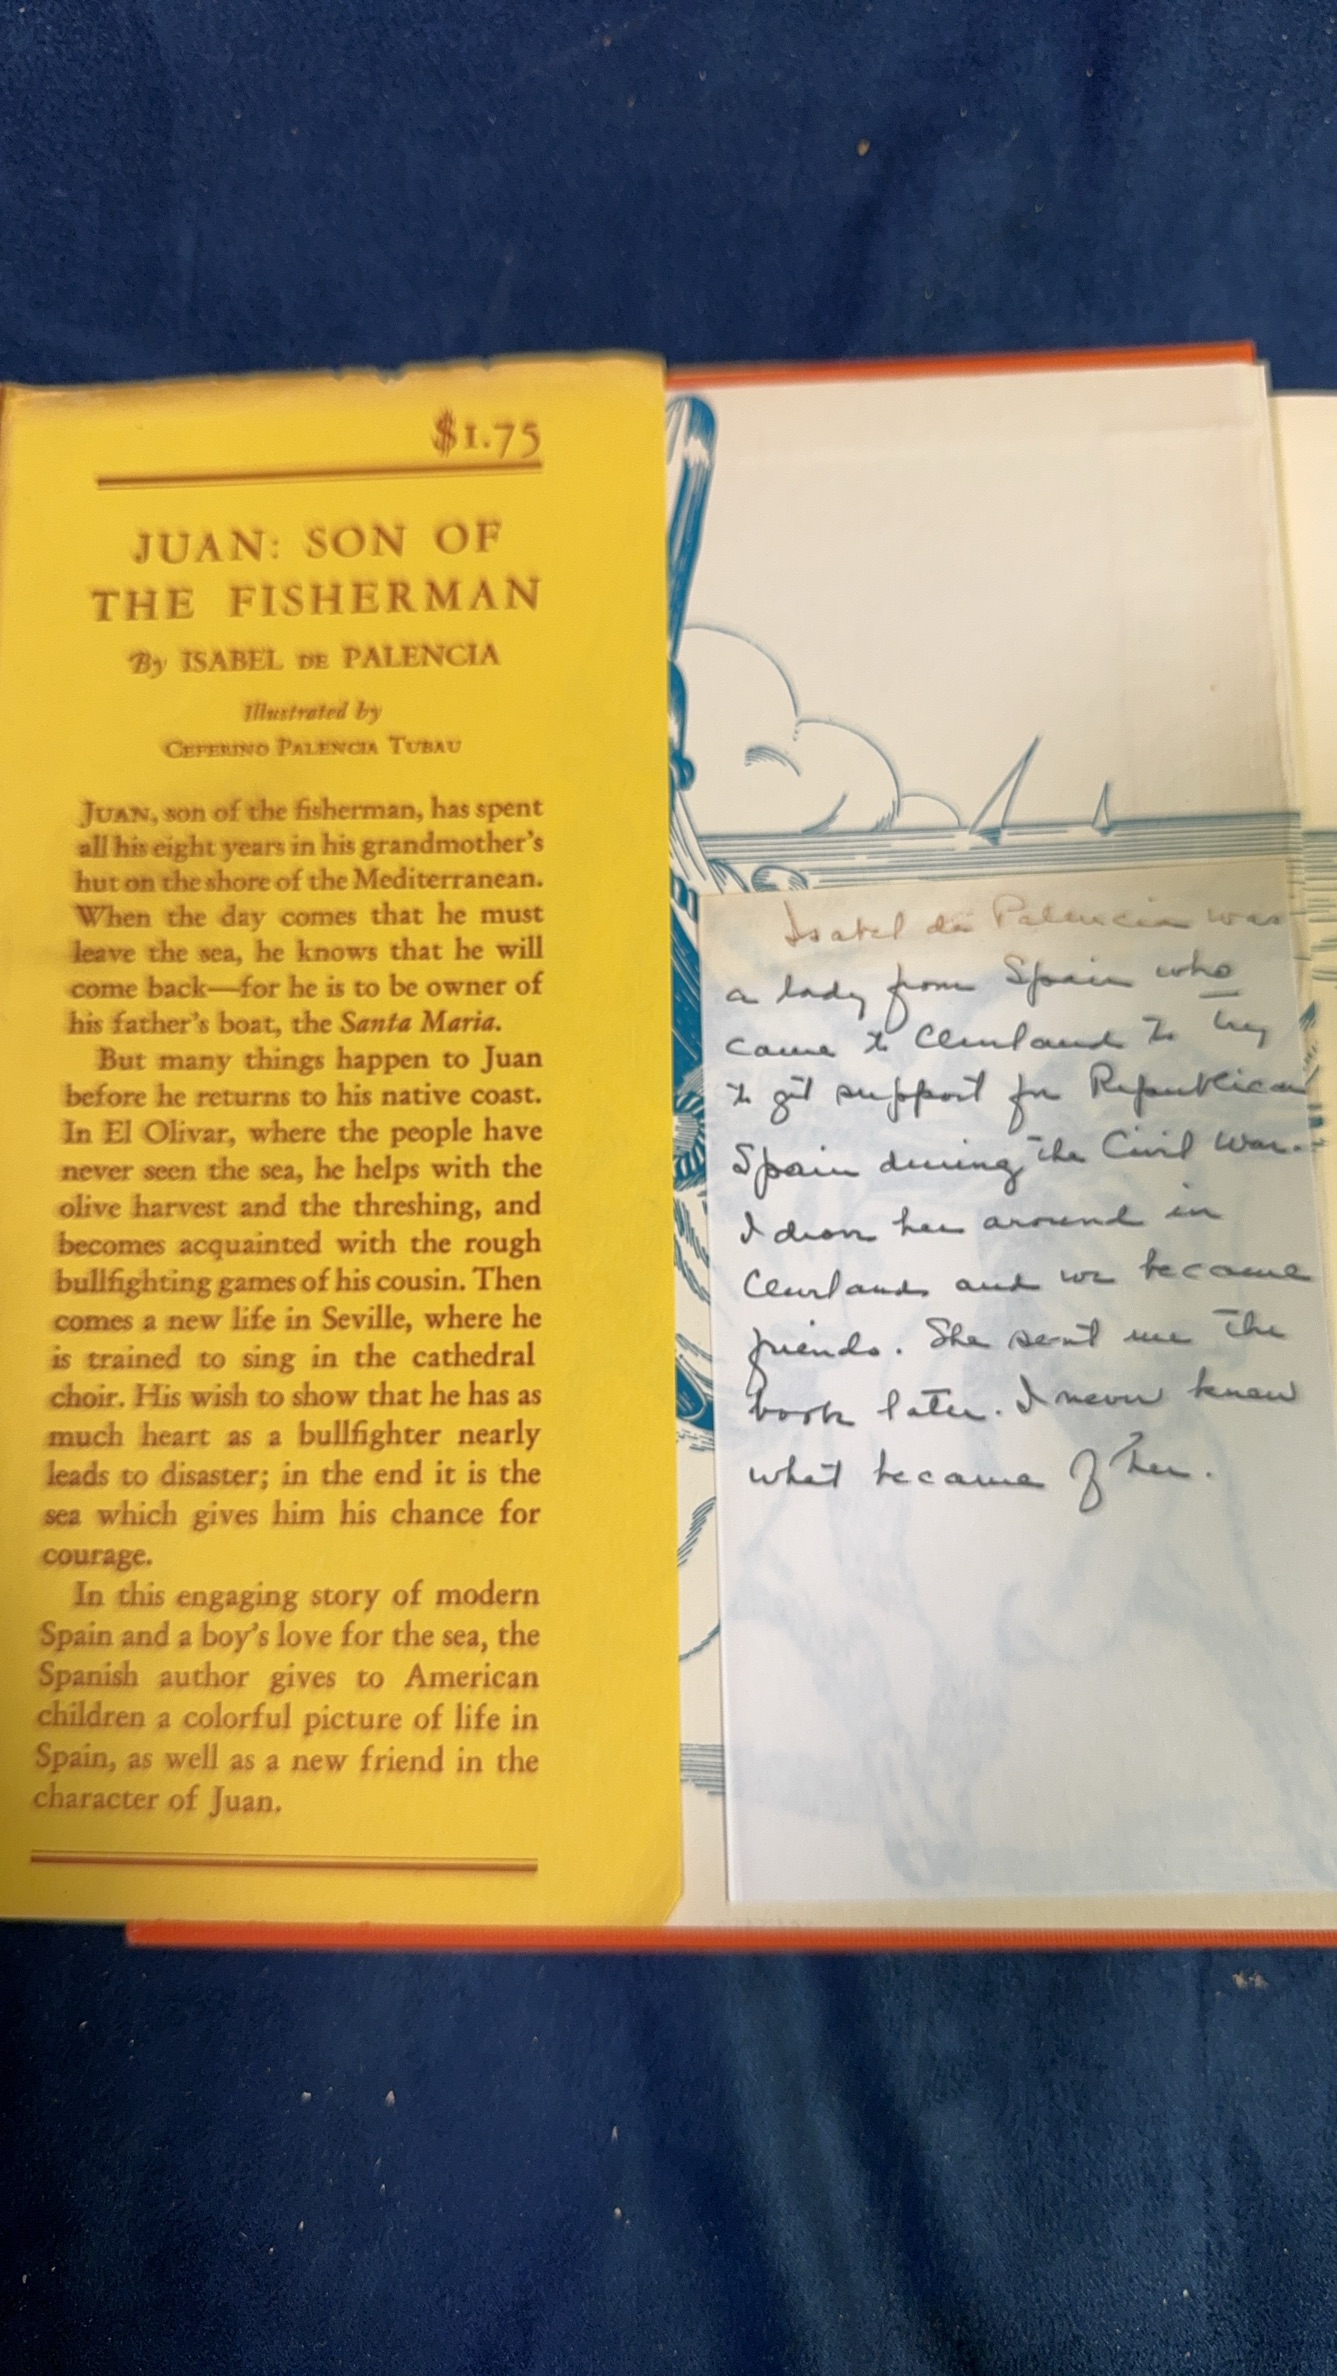 $1.75
JUAN: SON OF
THE FISHERMAN
By ISABEL DE PALENCIA
Illustrated by
CEFERINO PALENCIA TUBAU
JUAN, son of the fisherman, has spent
all his eight years in his grandmother's
hut on the shore of the Mediterranean.
When the day comes that he must
leave the sea, he knows that he will
come back—for he is to be owner of
his father's boat, the Santa Maria.
But many things happen to Juan
before he returns to his native coast.
In El Olivar, where the people have
never seen the sea, he helps with the
olive harvest and the threshing, and
becomes acquainted with the rough
bullfighting games of his cousin. Then
comes a new life in Seville, where he
is trained to sing in the cathedral
choir. His wish to show that he has as
much heart as a bullfighter nearly
leads to disaster; in the end it is the
sea which gives him his chance for
courage.
In this engaging story of modern
Spain and a boy's love for the sea, the
Spanish author gives to American
children a colorful picture of life in
Spain, as well as a new friend in the
character of Juan.
Isabel de Palencia was
a lady from Spain who
came to Cleveland to try
to get support for Republican
Spain during the Civil War.
I drove her around in
Cleveland and we became
friends. She sent me the
book later. I never knew
what became of her.